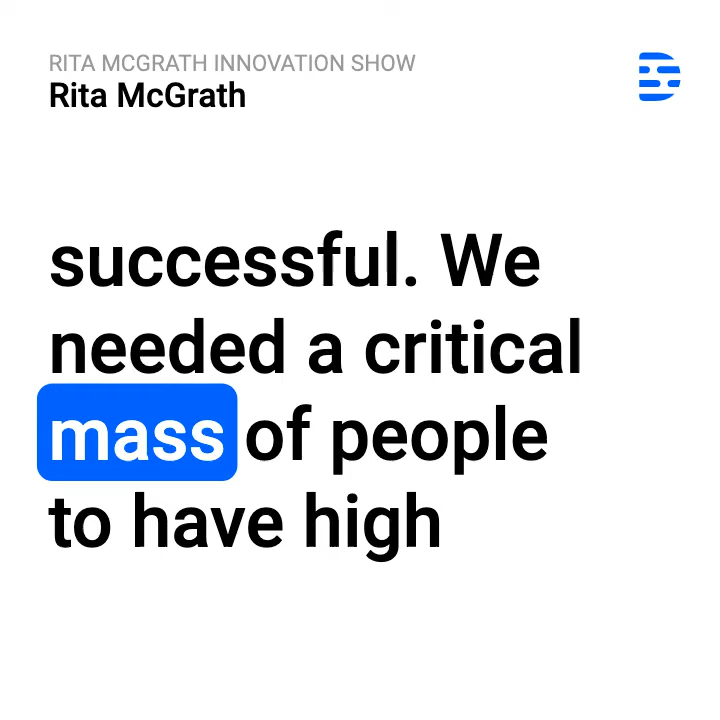 RITA MCGRATH INNOVATION SHOW
Rita McGrath
successful. We
needed a critical
mass of people
to have high